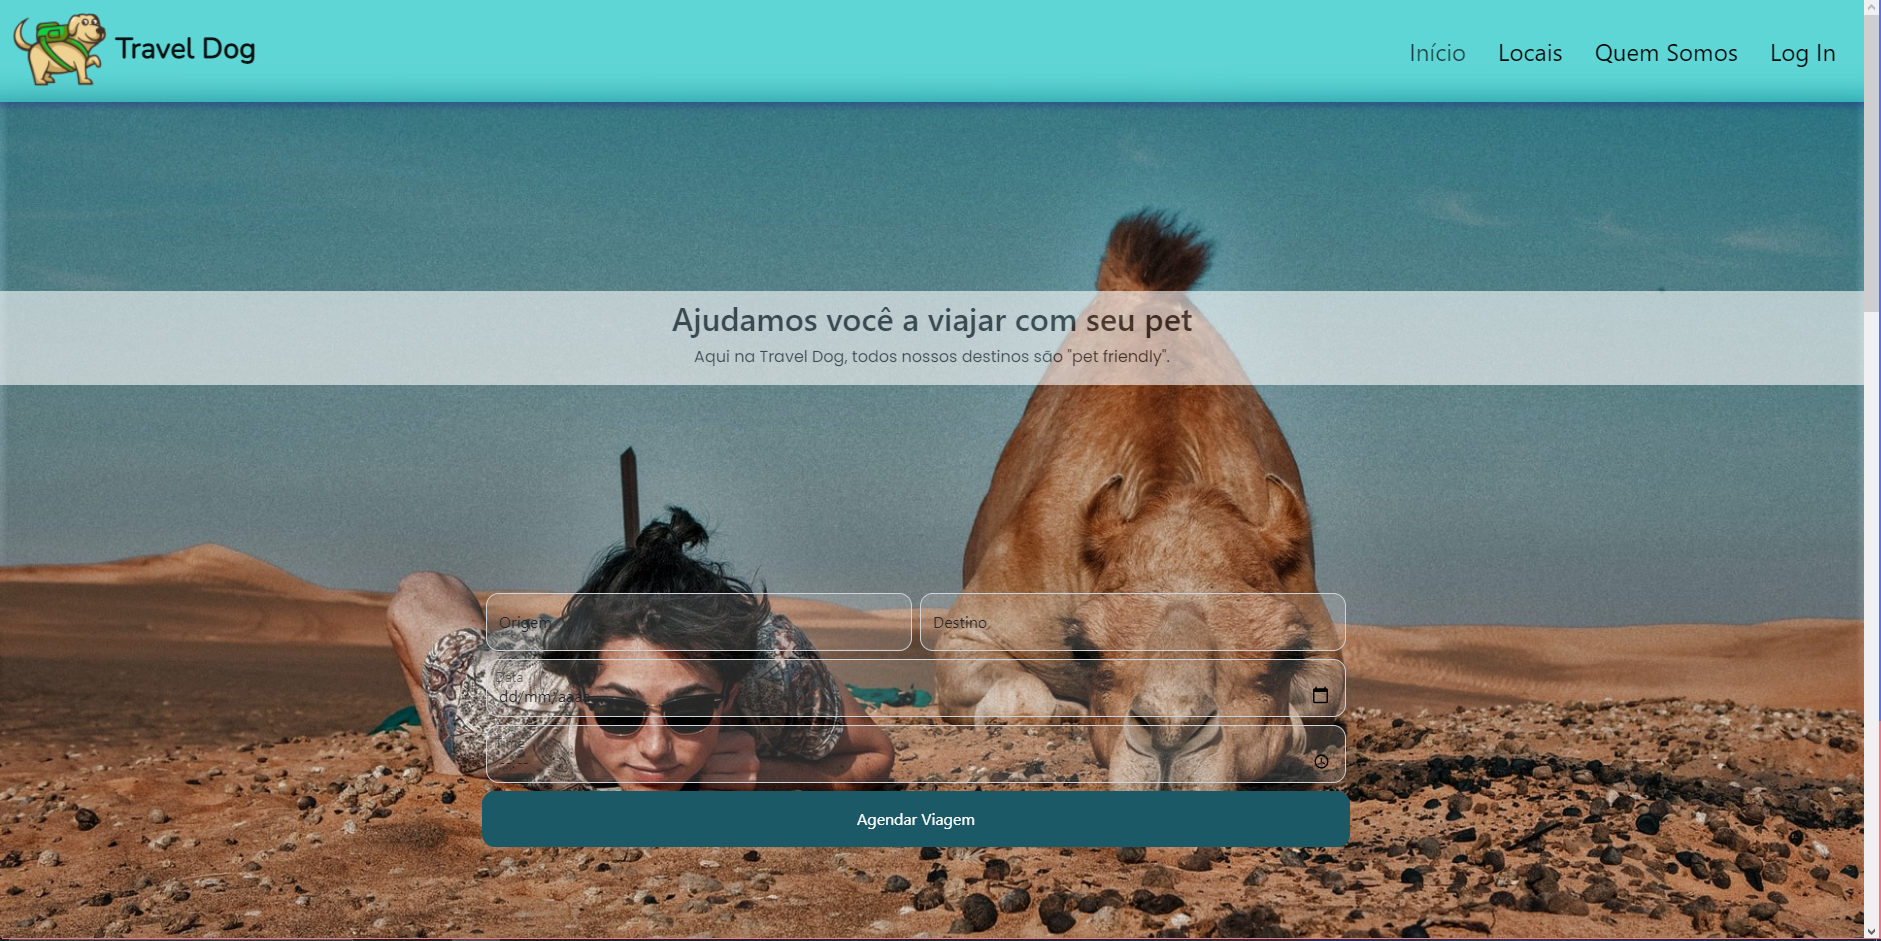 Travel Dog
Início Locais Quem Somos Log In
Ajudamos você a viajar com seu pet
Aqui na Travel Dog, todos nossos destinos são "pet friendly".
Origem Destino
Data
dd/mm/aaaa
Agendar Viagem